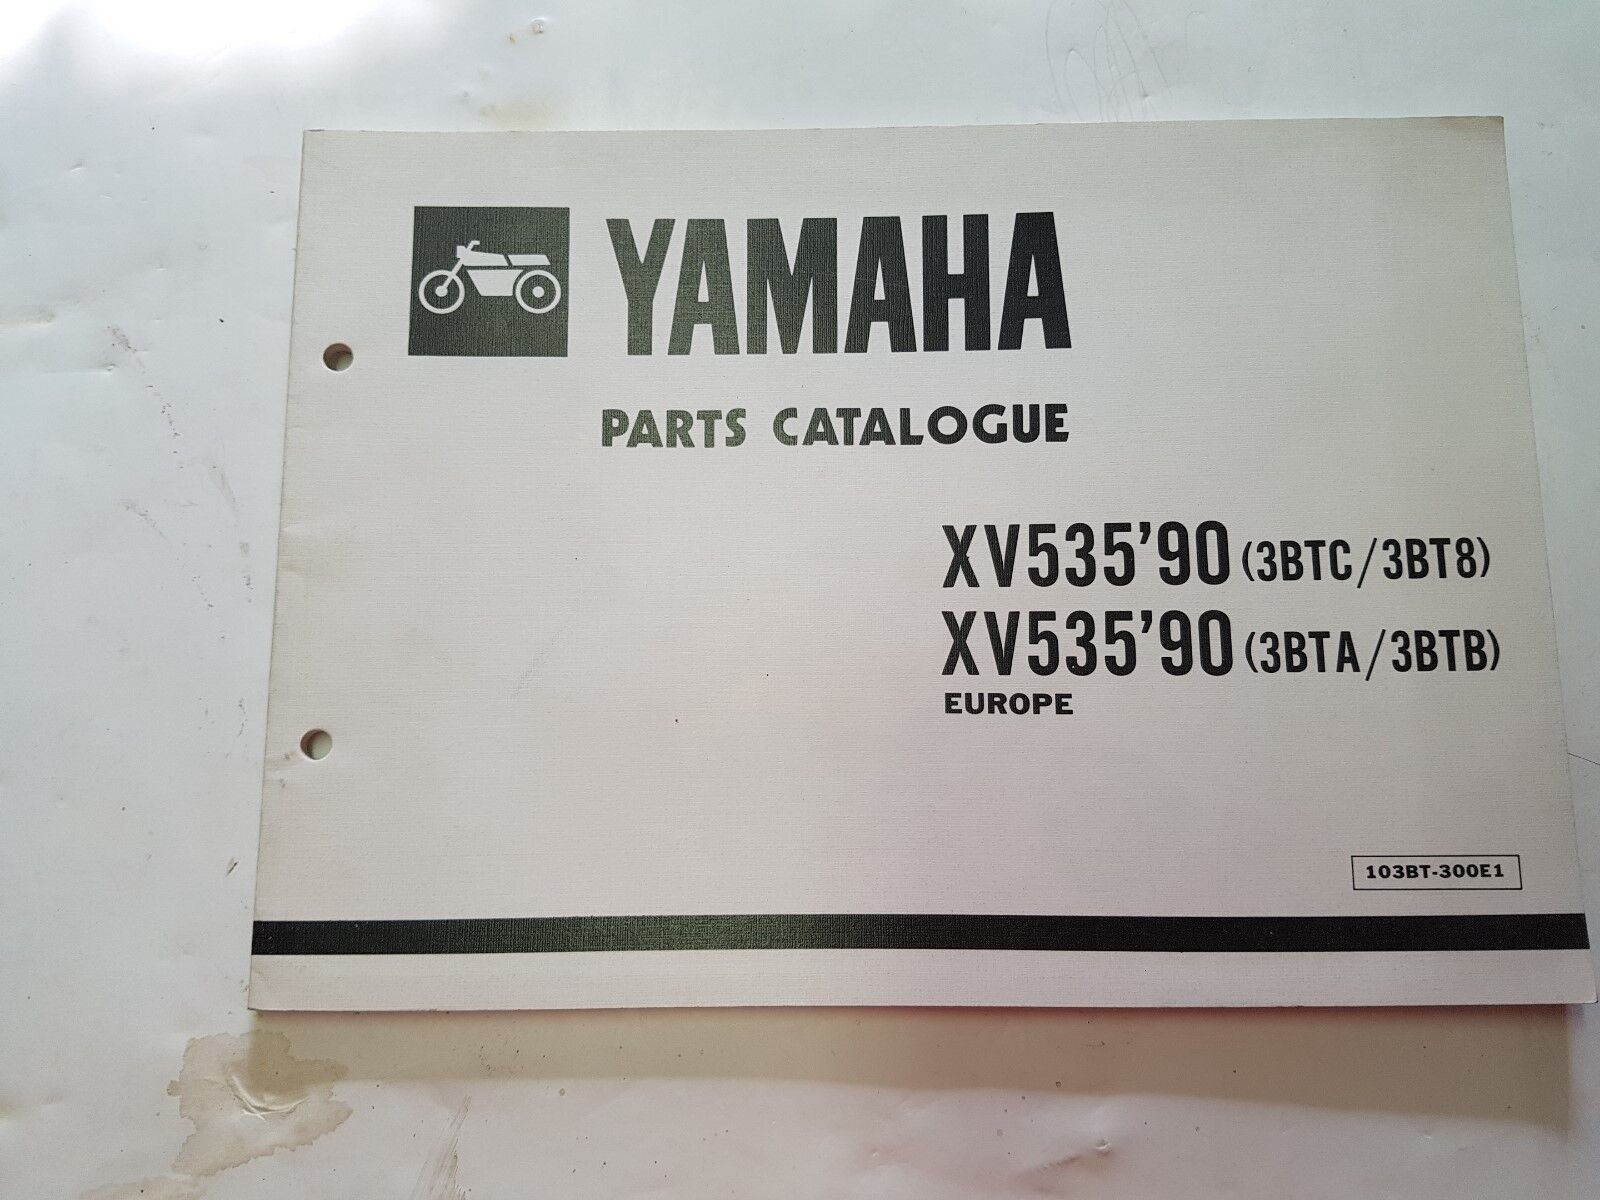 YAMAHA
PARTS CATALOGUE
XV535'90 (3BTC/3BT8)
XV535'90 (3BTA/3BTB)
EUROPE
103BT-300E1